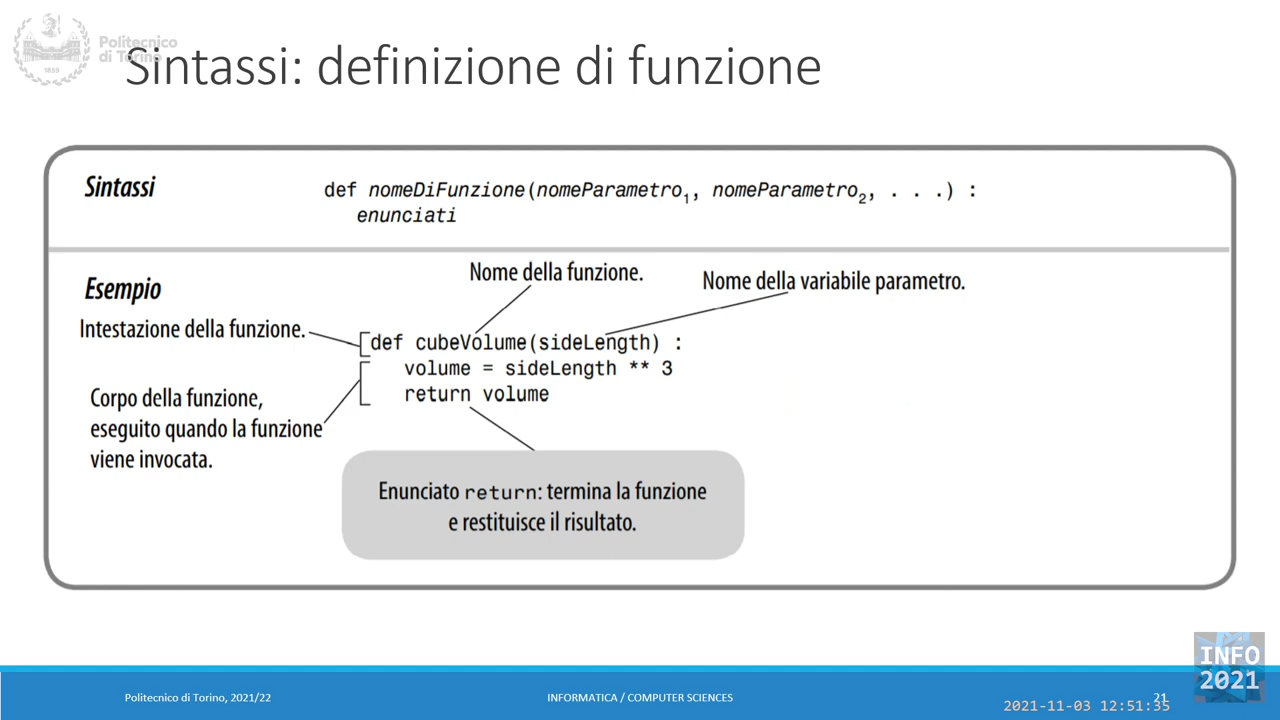 Politecnico
di Torino
1859
Sintassi: definizione di funzione
Sintassi
def nomeDiFunzione(nomeParametro₁, nomeParametro₂, . . .) :
enunciati
Esempio
Nome della funzione.
Nome della variabile parametro.
Intestazione della funzione.
def cubeVolume(sideLength) :
volume = sideLength ** 3
return volume
Corpo della funzione,
eseguito quando la funzione
viene invocata.
Enunciato return: termina la funzione
e restituisce il risultato.
INFO
2021
Politecnico di Torino, 2021/22
INFORMATICA / COMPUTER SCIENCES
21
2021-11-03 12:51:35